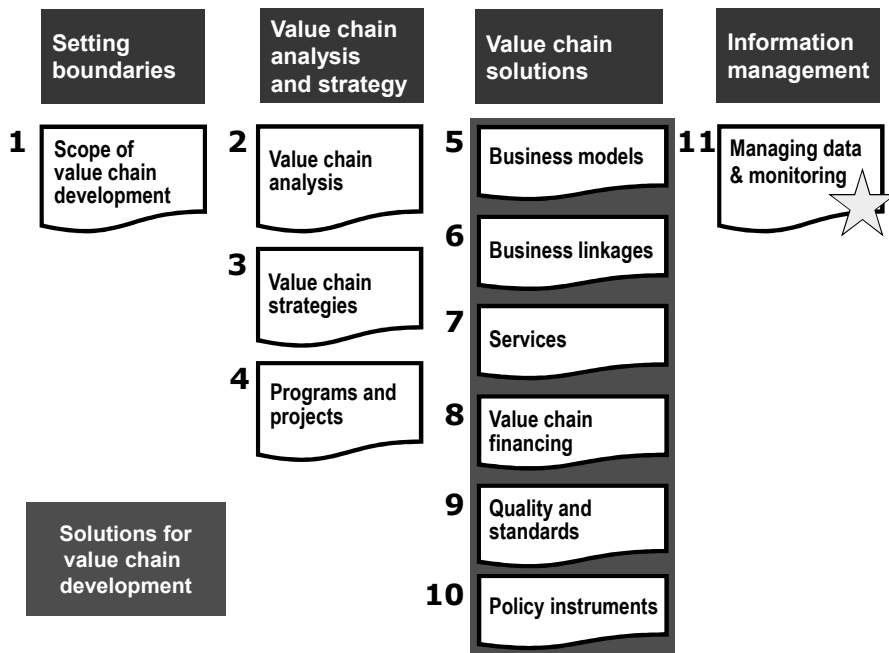 Setting
boundaries
Value chain
analysis
and strategy
Value chain
solutions
Information
management
1
Scope of
value chain
development
2
Value chain
analysis
3
Value chain
strategies
4
Programs and
projects
5
Business models
6
Business linkages
7
Services
8
Value chain
financing
9
Quality and
standards
10
Policy instruments
11
Managing data
& monitoring
Solutions for
value chain
development